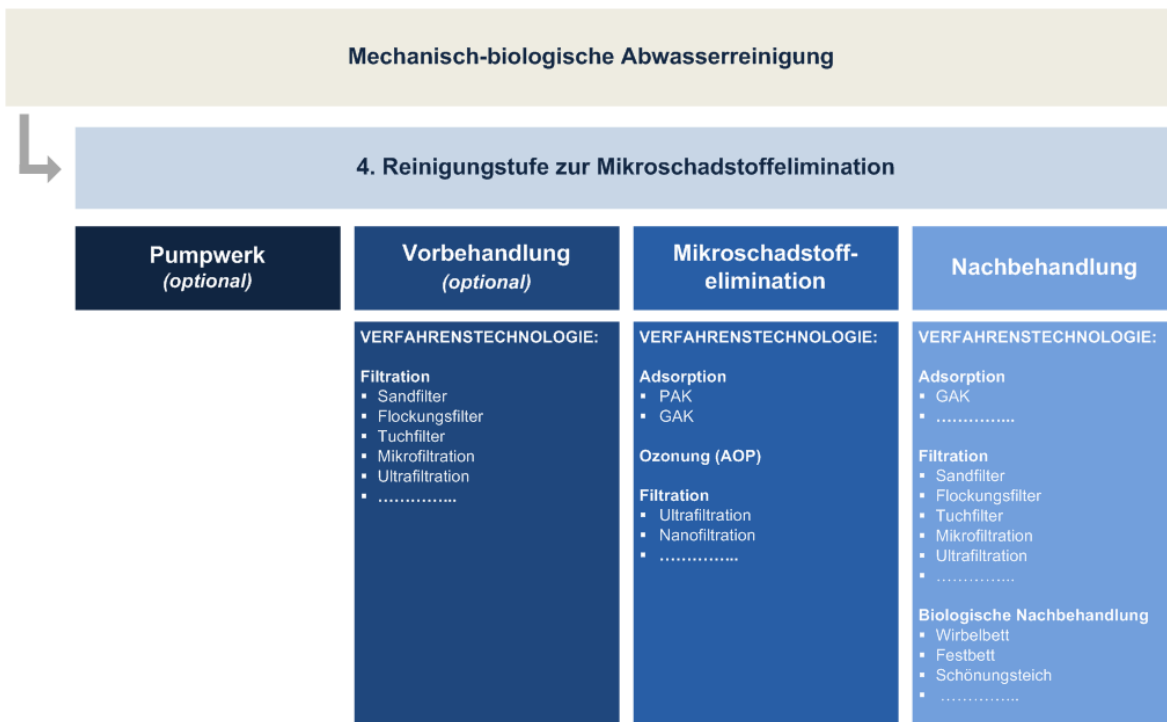 Mechanisch-biologische Abwasserreinigung
4. Reinigungstufe zur Mikroschadstoffelimination
Pumpwerk
(optional)
Vorbehandlung
(optional)
Mikroschadstoff-
elimination
Nachbehandlung
VERFAHRENSTECHNOLOGIE:
Filtration
▪ Sandfilter
▪ Flockungsfilter
▪ Tuchfilter
▪ Mikrofiltration
▪ Ultrafiltration
▪ …………...
VERFAHRENSTECHNOLOGIE:
Adsorption
▪ PAK
▪ GAK
Ozonung (AOP)
Filtration
▪ Ultrafiltration
▪ Nanofiltration
▪ …………...
VERFAHRENSTECHNOLOGIE:
Adsorption
▪ GAK
▪ …………...
Filtration
▪ Sandfilter
▪ Flockungsfilter
▪ Tuchfilter
▪ Mikrofiltration
▪ Ultrafiltration
▪ …………...
Biologische Nachbehandlung
▪ Wirbelbett
▪ Festbett
▪ Schönungsteich
▪ …………...